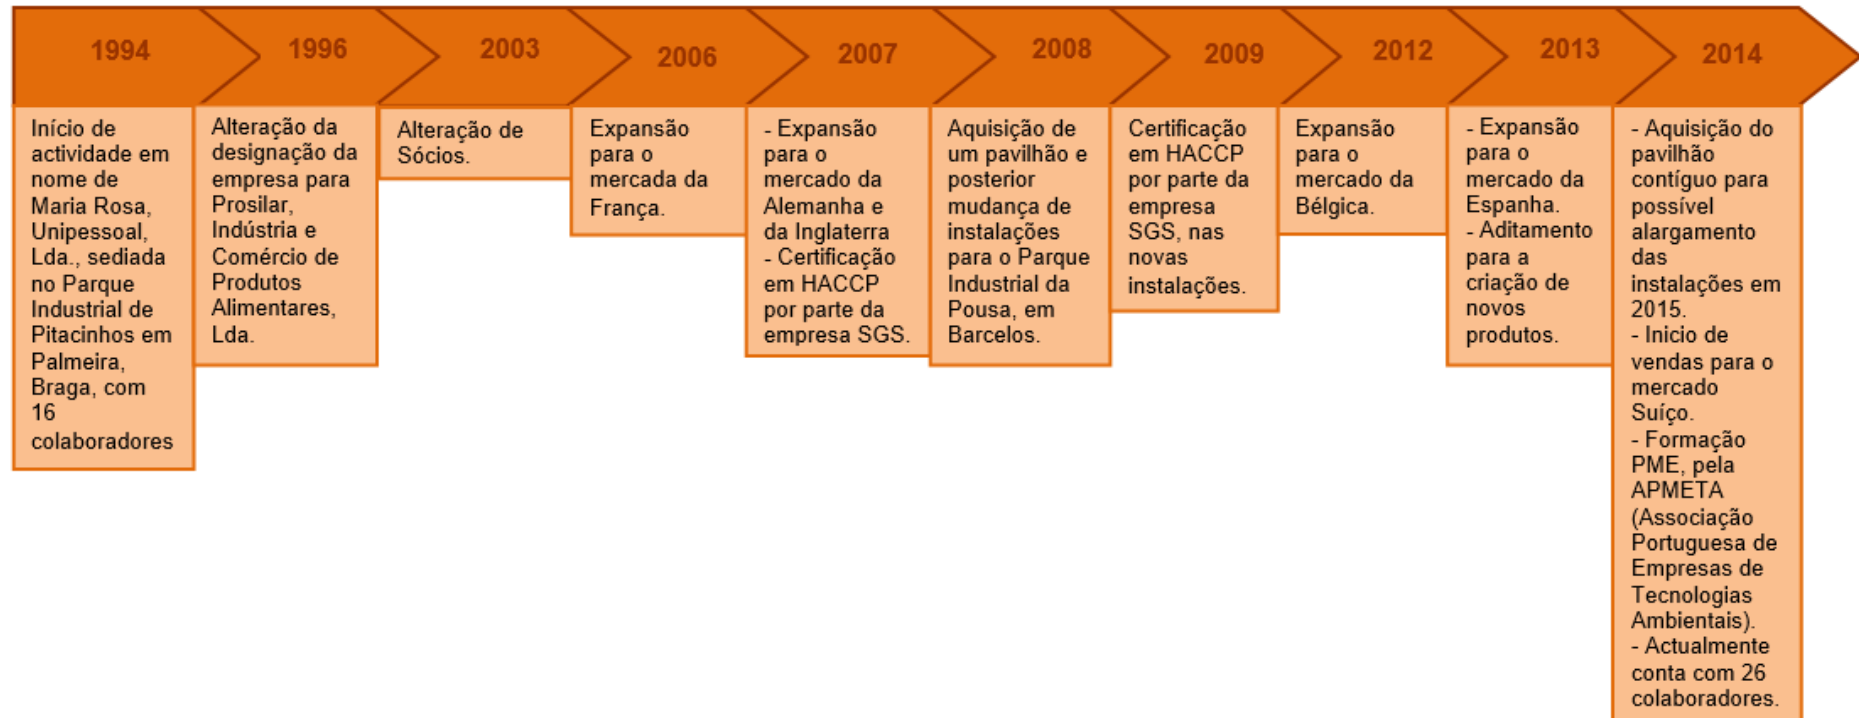 1994
1996
2003
2006
2007
2008
2009
2012
2013
2014
Início de
actividade em
nome de
Maria Rosa,
Unipessoal,
Lda., sediada
no Parque
Industrial de
Pitacinhos em
Palmeira,
Braga, com
16
colaboradores
Alteração da
designação da
empresa para
Prosilar,
Indústria e
Comércio de
Produtos
Alimentares,
Lda.
Alteração de
Sócios.
Expansão
para o
mercada da
França.
- Expansão
para o
mercado da
Alemanha e
da Inglaterra
- Certificação
em HACCP
por parte da
empresa SGS.
Aquisição de
um pavilhão e
posterior
mudança de
instalações
para o Parque
Industrial da
Pousa, em
Barcelos.
Certificação
em HACCP
por parte da
empresa
SGS, nas
novas
instalações.
Expansão
para o
mercado da
Bélgica.
- Expansão
para o
mercado da
Espanha.
- Aditamento
para a
criação de
novos
produtos.
- Aquisição do
pavilhão
contíguo para
possível
alargamento
das
instalações em
2015.
- Inicio de
vendas para o
mercado
Suíço.
- Formação
PME, pela
APMETA
(Associação
Portuguesa de
Empresas de
Tecnologias
Ambientais).
- Actualmente
conta com 26
colaboradores.